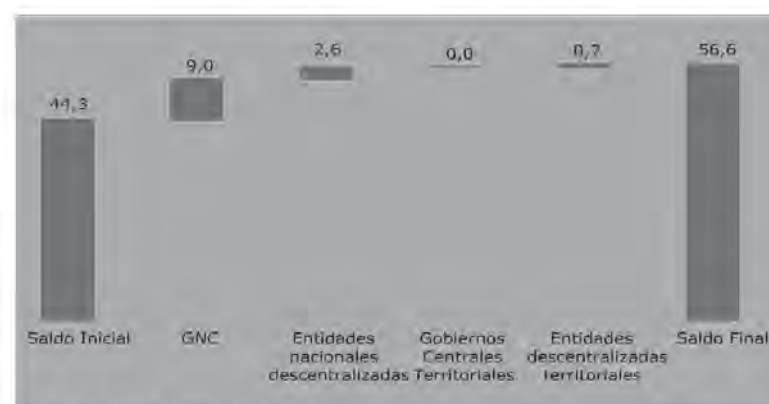 44,3
9,0
2,6
0,0
0,7
56,6
Saldo Inicial
GNC
Entidades
nacionales
descentralizadas
Gobiernos
Centrales
Territoriales
Entidades
descentralizadas
Territoriales
Saldo Final